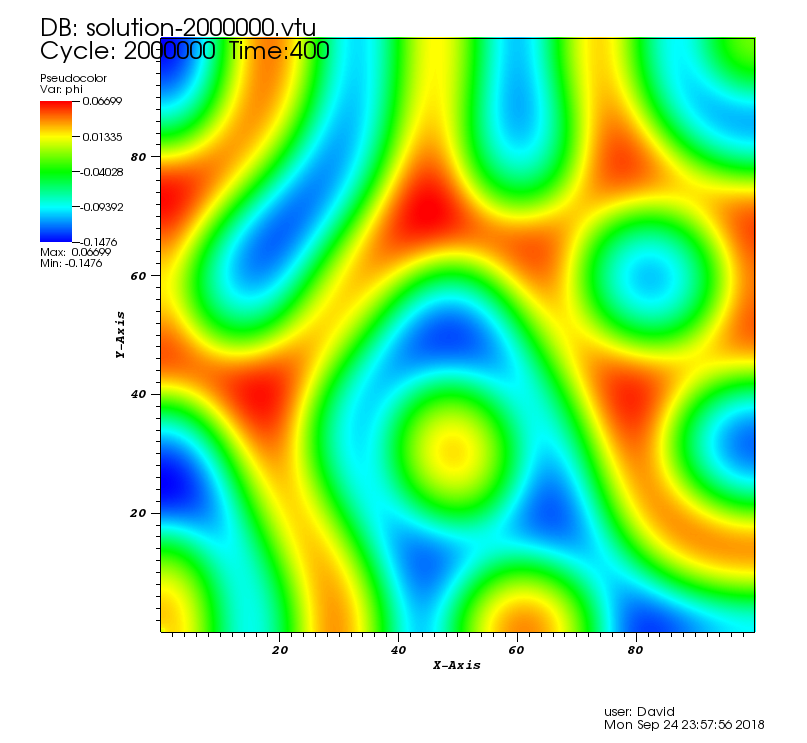 DB: solution-2000000.vtu
Cycle: 2000000 Time:400
Pseudocolor
Var: phi
0.06699
0.01335
-0.04028
-0.09392
-0.1476
Max: 0.06699
Min: -0.1476
80
60
40
20
Y-Axis
20 40 60 80
X-Axis
user: David
Mon Sep 24 23:57:56 2018